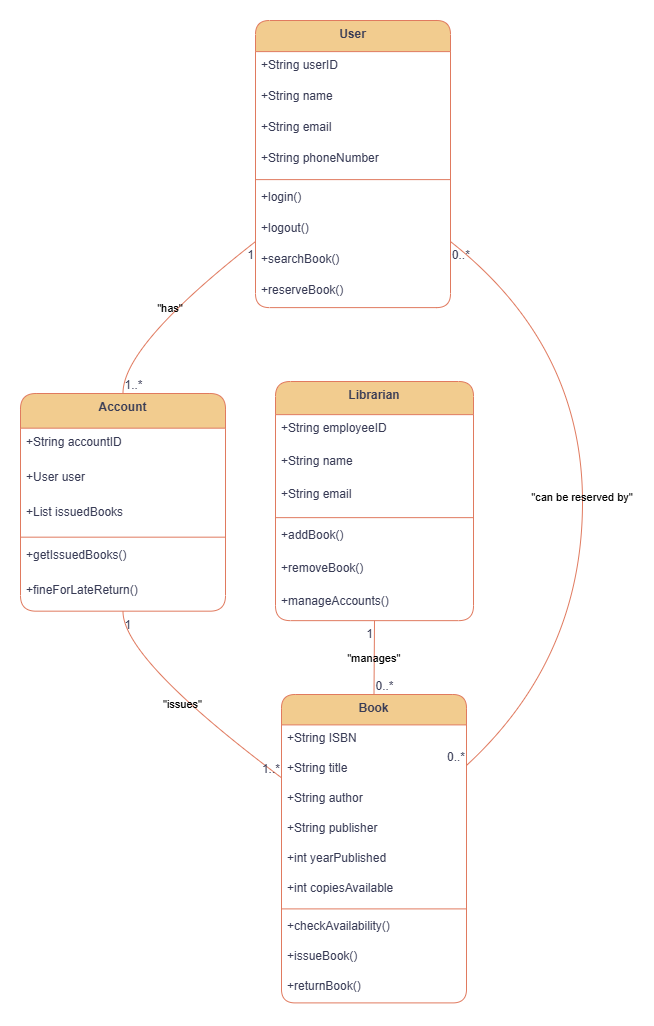 User
+String userID
+String name
+String email
+String phoneNumber
+login()
+logout()
+searchBook()
+reserveBook()
1
0..*
"has"
1..*
Account
+String accountID
+User user
+List issuedBooks
+getIssuedBooks()
+fineForLateReturn()
Librarian
+String employeeID
+String name
+String email
+addBook()
+removeBook()
+manageAccounts()
"can be reserved by"
1
1
"manages"
0..*
"issues"
1..*
0..*
Book
+String ISBN
+String title
+String author
+String publisher
+int yearPublished
+int copiesAvailable
+checkAvailability()
+issueBook()
+returnBook()